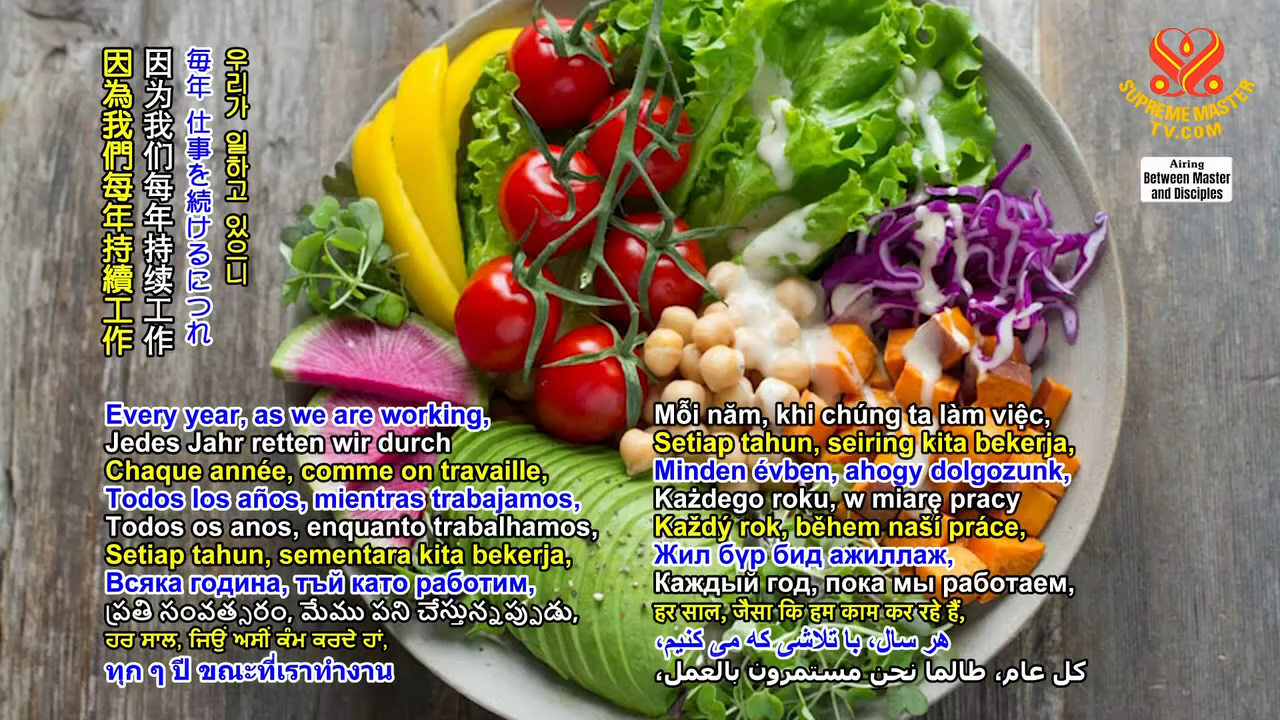 因為我們每年持續工作
因为我们每年持续工作
毎年 仕事を続けるにつれ
우리가 일하고 있으니
SUPREME MASTER
TV.COM
Airing
Between Master
and Disciples
Every year, as we are working,
Jedes Jahr retten wir durch
Chaque année, comme on travaille,
Todos los años, mientras trabajamos,
Todos os anos, enquanto trabalhamos,
Setiap tahun, sementara kita bekerja,
Всяка година, тъй като работим,
ప్రతి సంవత్సరం, మేము పని చేస్తున్నప్పుడు,
ਹਰ ਸਾਲ, ਜਿਉਂ ਅਸੀਂ ਕੰਮ ਕਰਦੇ ਹਾਂ,
ทุก ๆ ปี ขณะที่เราทำงาน
Mỗi năm, khi chúng ta làm việc,
Setiap tahun, seiring kita bekerja,
Minden évben, ahogy dolgozunk,
Każdego roku, w miarę pracy
Každý rok, během naší práce,
Жил бүр бид ажиллаж,
Каждый год, пока мы работаем,
हर साल, जैसा कि हम काम कर रहे हैं,
هر سال، با تلاشی که می کنیم،
كل عام، طالما نحن مستمرون بالعمل،